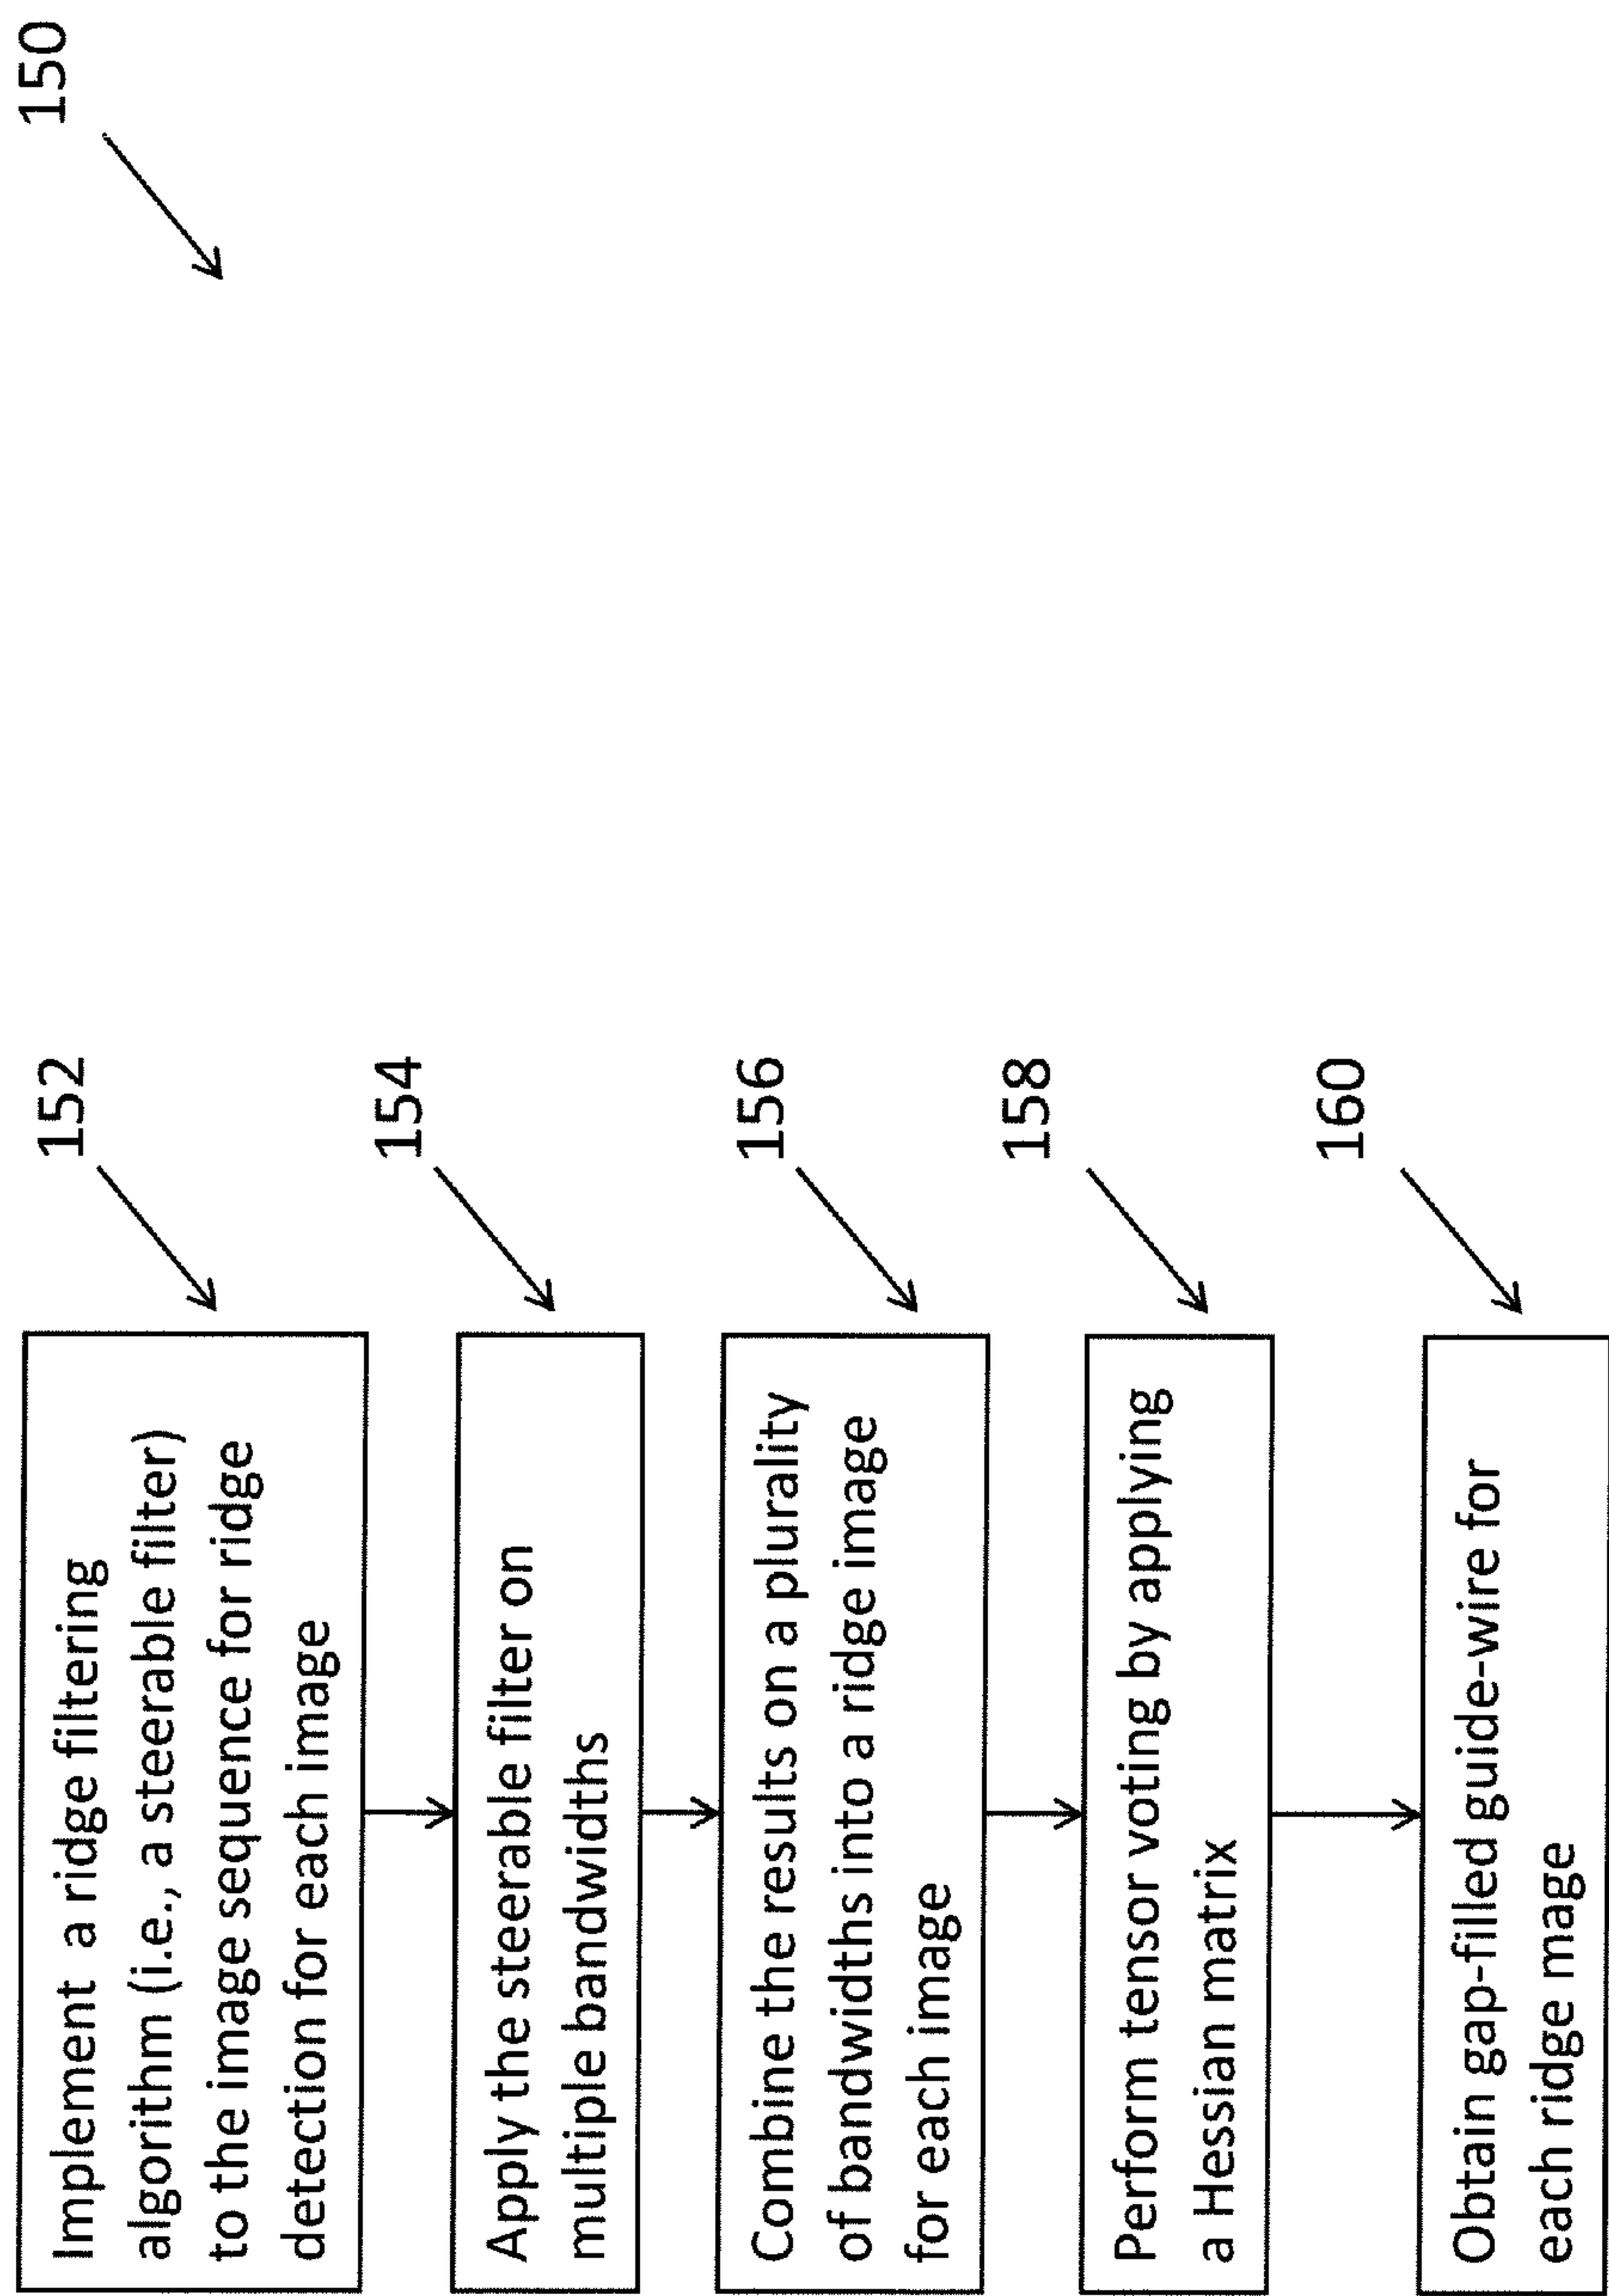 150
152
Implement a ridge filtering
algorithm (i.e., a steerable filter)
to the image sequence for ridge
detection for each image
154
Apply the steerable filter on
multiple bandwidths
156
Combine the results on a plurality
of bandwidths into a ridge image
for each image
158
Perform tensor voting by applying
a Hessian matrix
160
Obtain gap-filled guide-wire for
each ridge mage